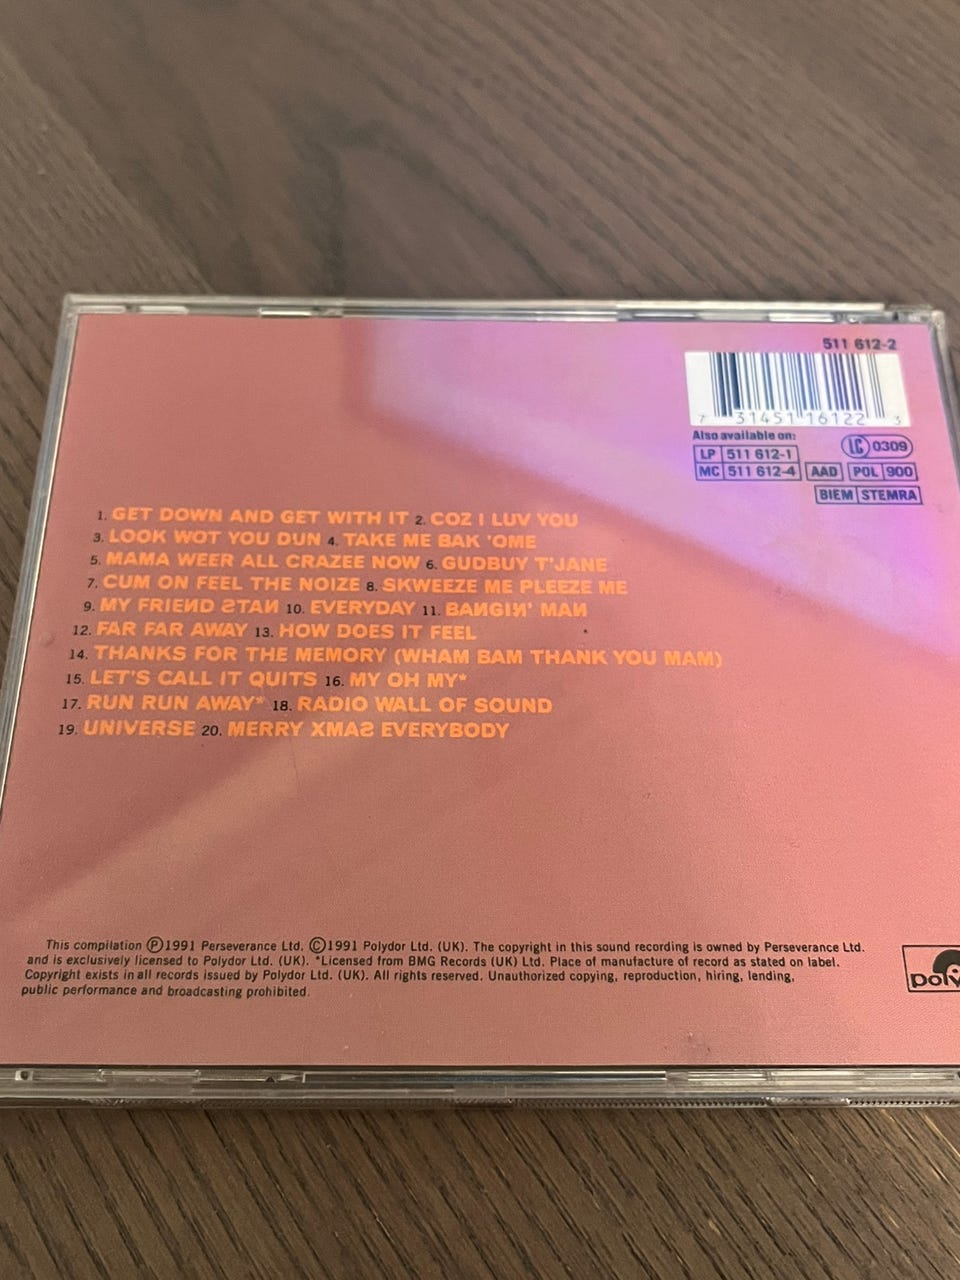 511 612-2
7 31451 16122 3
Also available on:
LP 511 612-1
MC 511 612-4
LC 0309
AAD POL 900
BIEM STEMRA
1. GET DOWN AND GET WITH IT 2. COZ I LUV YOU
3. LOOK WOT YOU DUN 4. TAKE ME BAK 'OME
5. MAMA WEER ALL CRAZEE NOW 6. GUDBUY T'JANE
7. CUM ON FEEL THE NOIZE 8. SKWEEZE ME PLEEZE ME
9. MY FRIEND STAN 10. EVERYDAY 11. BANGIN' MAN
12. FAR FAR AWAY 13. HOW DOES IT FEEL
14. THANKS FOR THE MEMORY (WHAM BAM THANK YOU MAM)
15. LET'S CALL IT QUITS 16. MY OH MY*
17. RUN RUN AWAY* 18. RADIO WALL OF SOUND
19. UNIVERSE 20. MERRY XMAS EVERYBODY
This compilation Ⓟ1991 Perseverance Ltd. ©1991 Polydor Ltd. (UK). The copyright in this sound recording is owned by Perseverance Ltd.
and is exclusively licensed to Polydor Ltd. (UK). *Licensed from BMG Records (UK) Ltd. Place of manufacture of record as stated on label.
Copyright exists in all records issued by Polydor Ltd. (UK). All rights reserved. Unauthorized copying, reproduction, hiring, lending,
public performance and broadcasting prohibited.